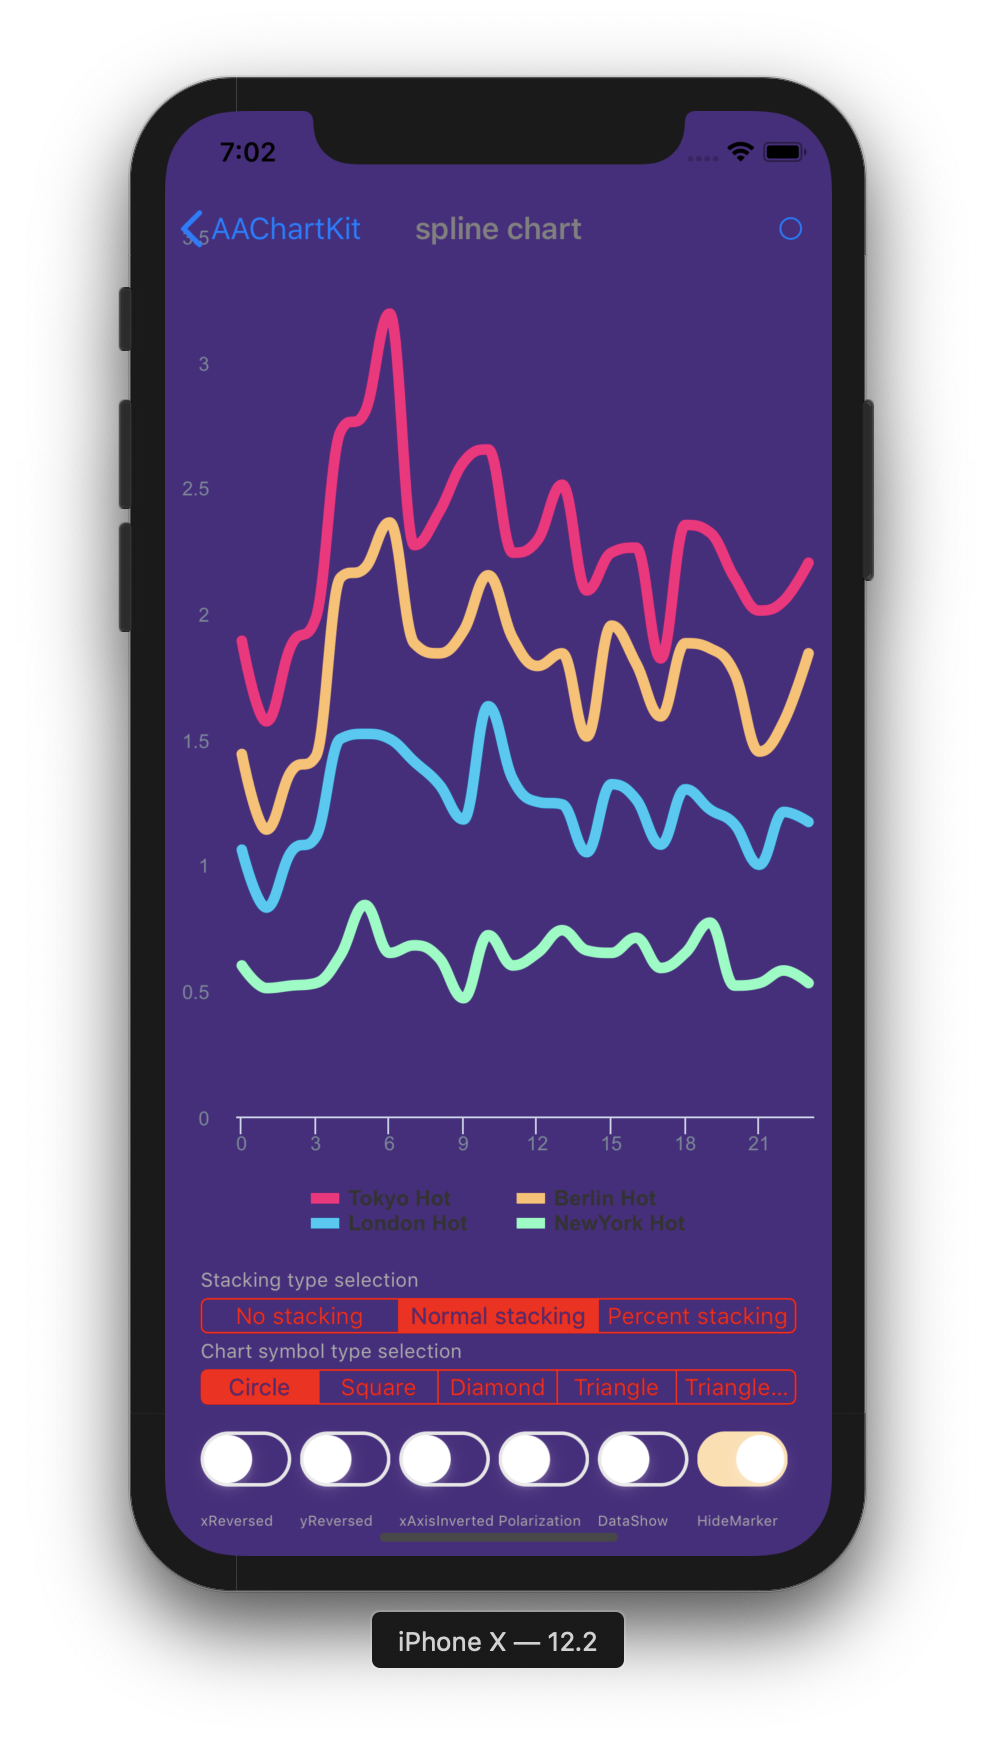 7:02
AAChartKit spline chart
3.5
3
2.5
2
1.5
1
0.5
0
0 3 6 9 12 15 18 21
Tokyo Hot Berlin Hot
London Hot NewYork Hot
Stacking type selection
No stacking Normal stacking Percent stacking
Chart symbol type selection
Circle Square Diamond Triangle Triangle...
xReversed yReversed xAxisInverted Polarization DataShow HideMarker
iPhone X — 12.2